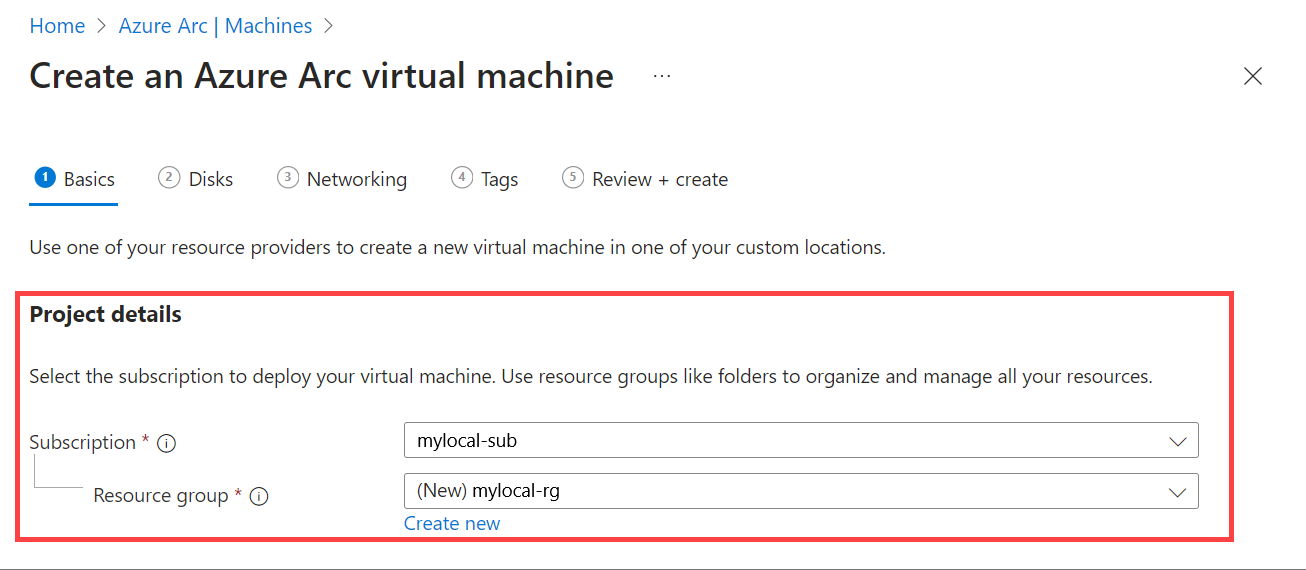 Home > Azure Arc | Machines >
Create an Azure Arc virtual machine ...
1 Basics 2 Disks 3 Networking 4 Tags 5 Review + create
Use one of your resource providers to create a new virtual machine in one of your custom locations.
Project details
Select the subscription to deploy your virtual machine. Use resource groups like folders to organize and manage all your resources.
Subscription * i mylocal-sub
Resource group * i (New) mylocal-rg
Create new